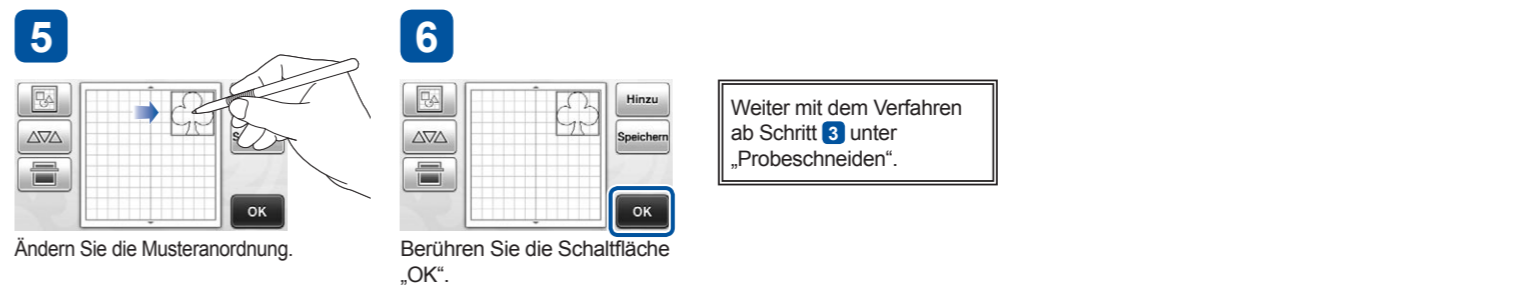 5
OK
Ändern Sie die Musteranordnung.
6
Hinzu
Speichern
OK
Berühren Sie die Schaltfläche
„OK“.
Weiter mit dem Verfahren
ab Schritt 3 unter
„Probeschneiden“.